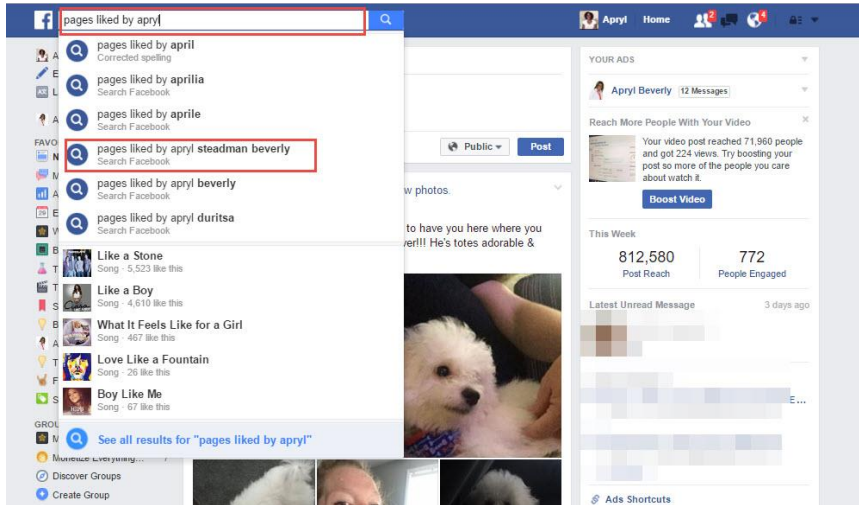 f
pages liked by apryl
Apryl Home 2 4
pages liked by april
Corrected spelling
pages liked by aprilia
Search Facebook
pages liked by aprile
Search Facebook
pages liked by apryl steadman beverly
Search Facebook
pages liked by apryl beverly
Search Facebook
pages liked by apryl duritsa
Search Facebook
Like a Stone
Song · 5,523 like this
Like a Boy
Song · 4,610 like this
What It Feels Like for a Girl
Song · 467 like this
Love Like a Fountain
Song · 26 like this
Boy Like Me
Song · 67 like this
See all results for "pages liked by apryl"
FAVO
GROU
Monetize Everything...
Discover Groups
Create Group
Public Post
w photos.
to have you here where you
ver!!! He's totes adorable &
YOUR ADS
Apryl Beverly 12 Messages
Reach More People With Your Video
Your video post reached 71,960 people
and got 224 views. Try boosting your
post so more of the people you care
about watch it.
Boost Video
This Week
812,580 772
Post Reach People Engaged
Latest Unread Message 3 days ago
E...
Ads Shortcuts